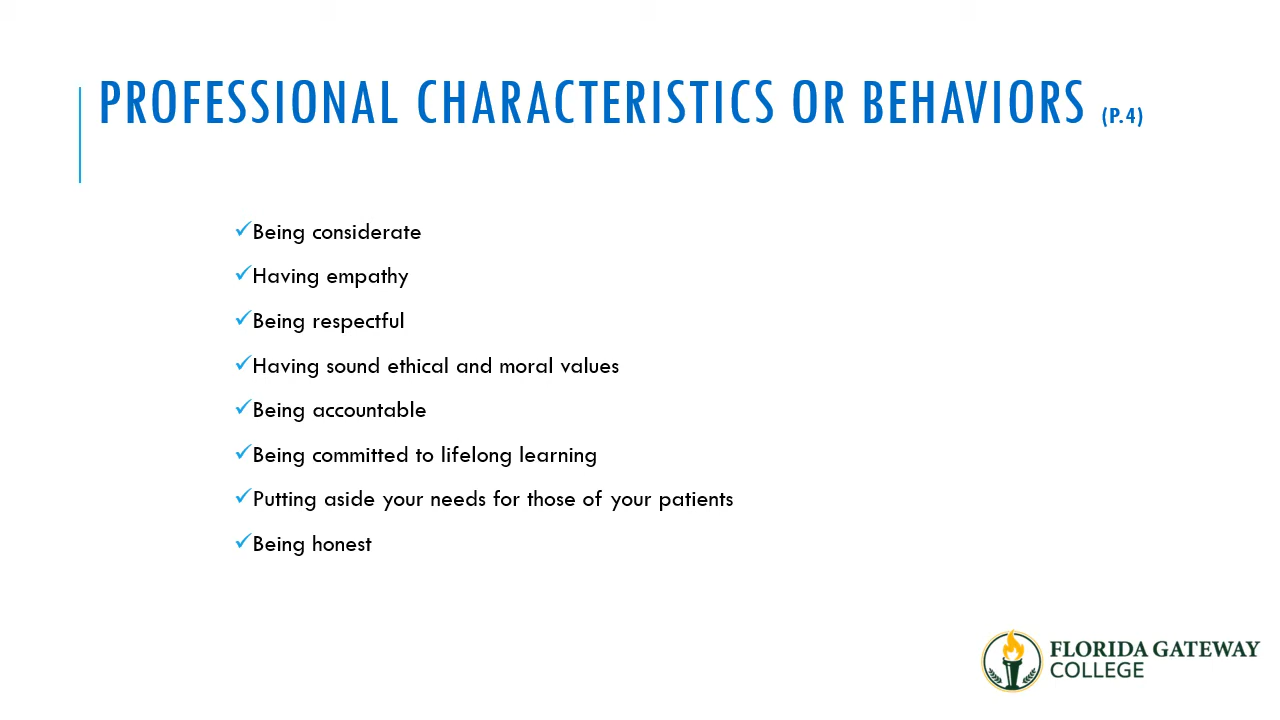 PROFESSIONAL CHARACTERISTICS OR BEHAVIORS (P.4)
Being considerate
Having empathy
Being respectful
Having sound ethical and moral values
Being accountable
Being committed to lifelong learning
Putting aside your needs for those of your patients
Being honest
FLORIDA GATEWAY
COLLEGE